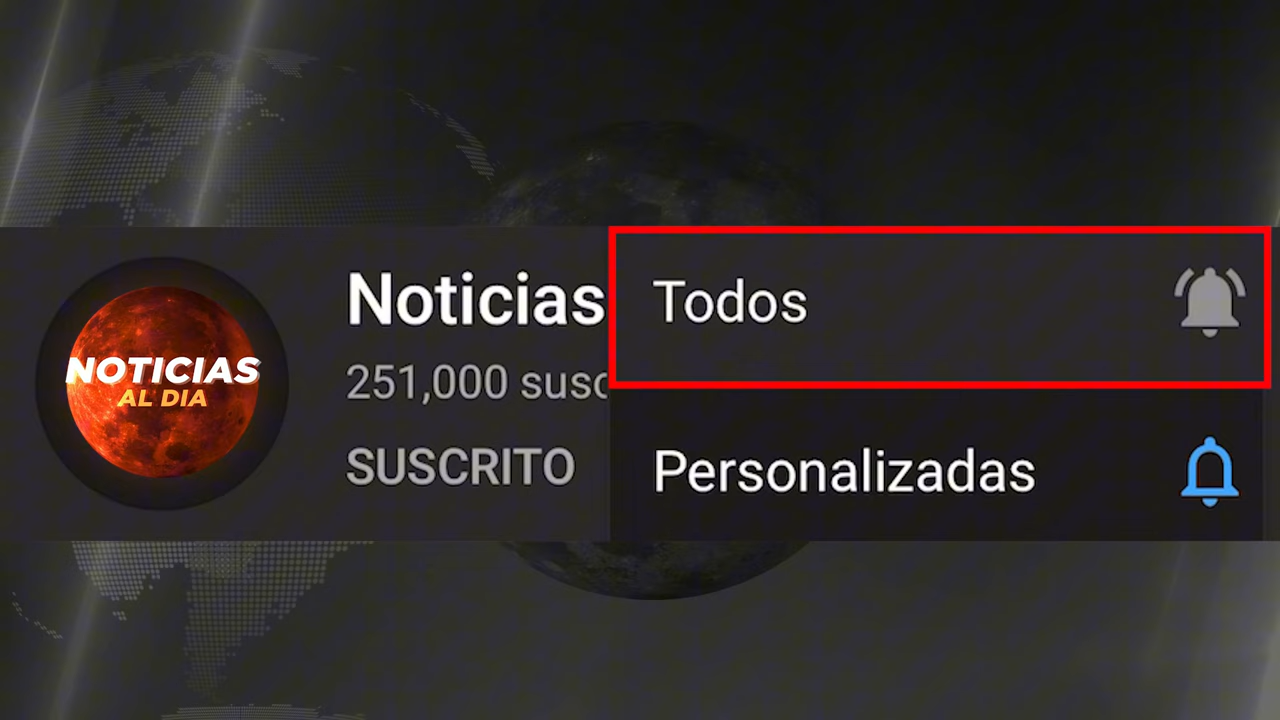 NOTICIAS
AL DIA
Noticias
251,000 susc
SUSCRITO
Todos
Personalizadas